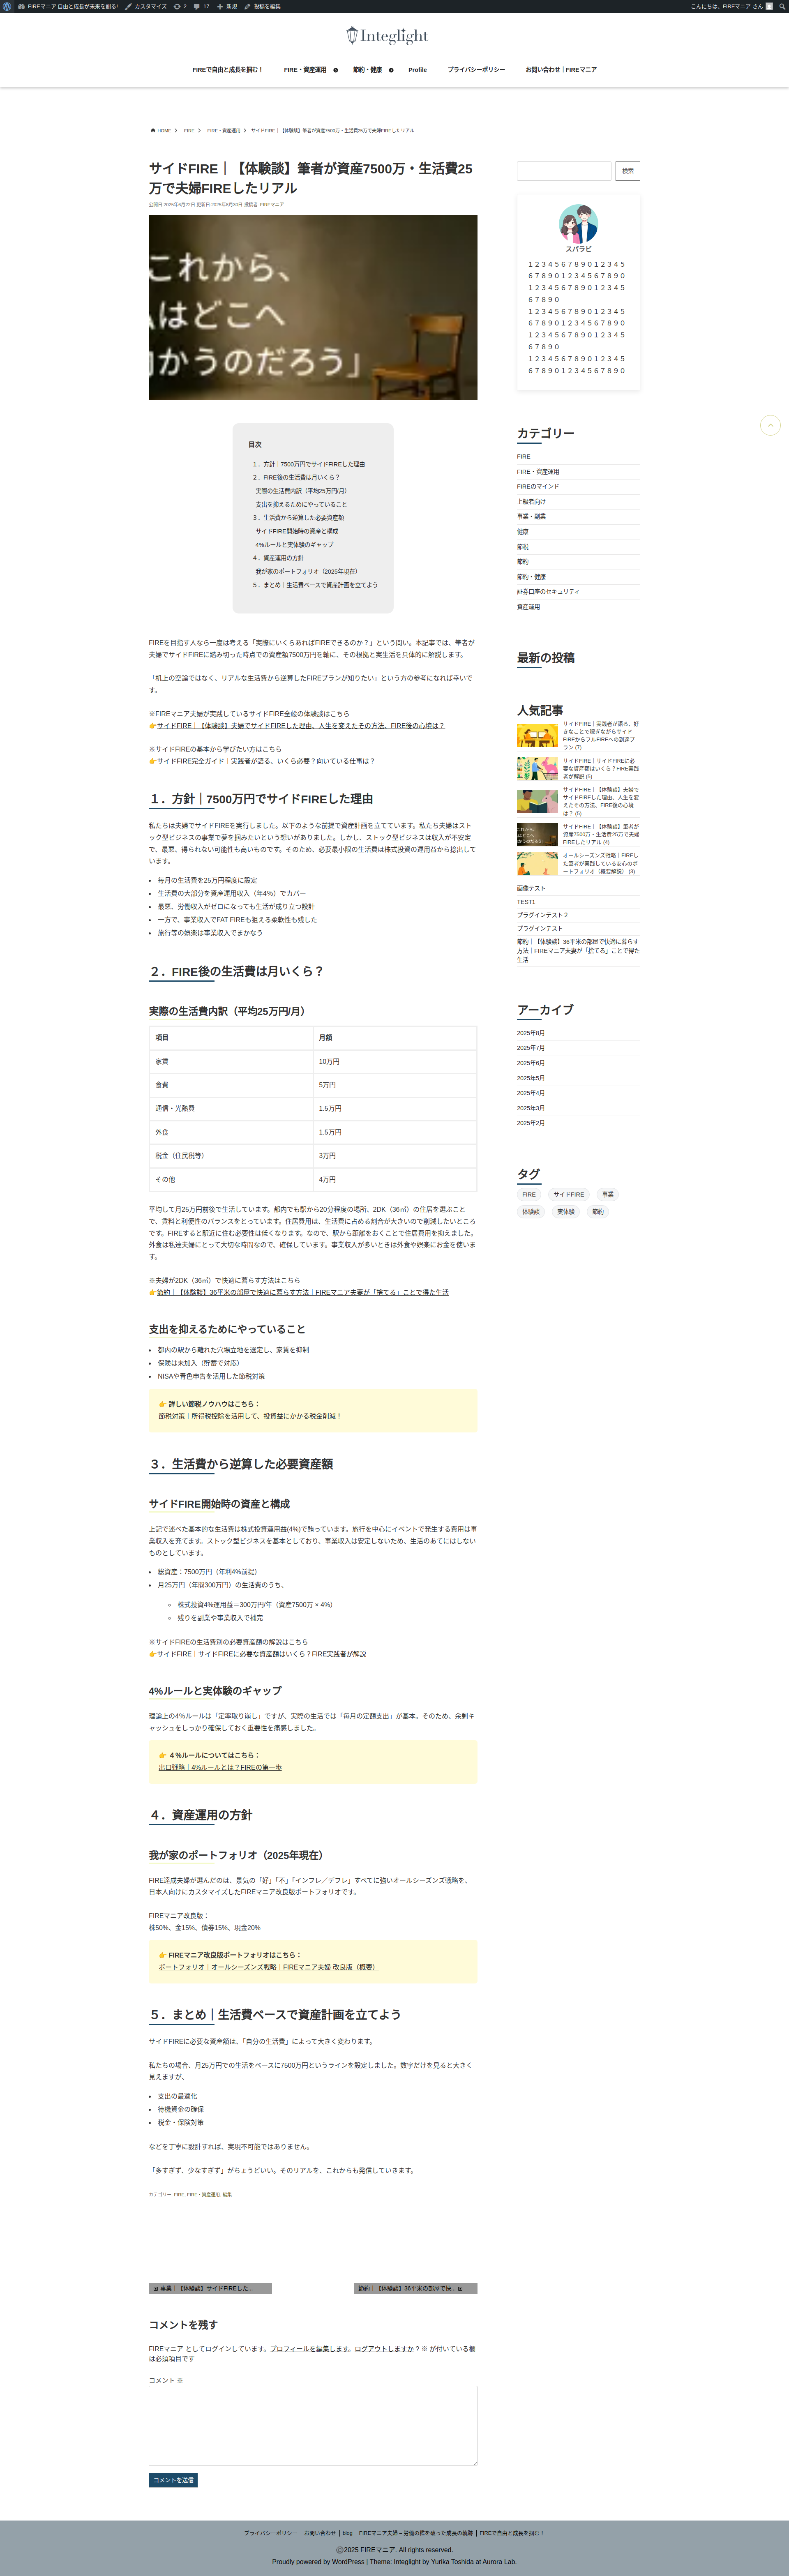 FIREマニア 自由と成長が未来を創る!
カスタマイズ
2
17
新規
投稿を編集
こんにちは、FIREマニア さん
Integlight
FIREで自由と成長を掴む！
FIRE・資産運用
節約・健康
Profile
プライバシーポリシー
お問い合わせ｜FIREマニア
HOME
FIRE
FIRE・資産運用
サイドFIRE｜【体験談】筆者が資産7500万・生活費25万で夫婦FIREしたリアル
サイドFIRE｜【体験談】筆者が資産7500万・生活費25
万で夫婦FIREしたリアル
公開日:2025年6月22日 更新日:2025年8月30日 投稿者: FIREマニア
これから、
はどこへ
かうのだろう》
目次
１．方針｜7500万円でサイドFIREした理由
２．FIRE後の生活費は月いくら？
実際の生活費内訳（平均25万円/月）
支出を抑えるためにやっていること
３．生活費から逆算した必要資産額
サイドFIRE開始時の資産と構成
4%ルールと実体験のギャップ
４．資産運用の方針
我が家のポートフォリオ（2025年現在）
５．まとめ｜生活費ベースで資産計画を立てよう
FIREを目指す人なら一度は考える「実際にいくらあればFIREできるのか？」という問い。本記事では、筆者が
夫婦でサイドFIREに踏み切った時点での資産額7500万円を軸に、その根拠と実生活を具体的に解説します。
「机上の空論ではなく、リアルな生活費から逆算したFIREプランが知りたい」という方の参考になれば幸いで
す。
※FIREマニア夫婦が実践しているサイドFIRE全般の体験談はこちら
👉サイドFIRE｜【体験談】夫婦でサイドFIREした理由、人生を変えたその方法、FIRE後の心境は？
※サイドFIREの基本から学びたい方はこちら
👉サイドFIRE完全ガイド｜実践者が語る、いくら必要？向いている仕事は？
１．方針｜7500万円でサイドFIREした理由
私たちは夫婦でサイドFIREを実行しました。以下のような前提で資産計画を立てています。私たち夫婦はスト
ック型ビジネスの事業で夢を掴みたいという想いがありました。しかし、ストック型ビジネスは収入が不安定
で、最悪、得られない可能性も高いものです。そのため、必要最小限の生活費は株式投資の運用益から捻出して
います。
毎月の生活費を25万円程度に設定
生活費の大部分を資産運用収入（年4％）でカバー
最悪、労働収入がゼロになっても生活が成り立つ設計
一方で、事業収入でFAT FIREも狙える柔軟性も残した
旅行等の娯楽は事業収入でまかなう
２．FIRE後の生活費は月いくら？
実際の生活費内訳（平均25万円/月）
項目 月額
家賃 10万円
食費 5万円
通信・光熱費 1.5万円
外食 1.5万円
税金（住民税等） 3万円
その他 4万円
平均して月25万円前後で生活しています。都内でも駅から20分程度の場所、2DK（36㎡）の住居を選ぶこと
で、賃料と利便性のバランスをとっています。住居費用は、生活費に占める割合が大きいので削減したいところ
です。FIREすると駅近に住む必要性は低くなります。なので、駅から距離をおくことで住居費用を抑えました。
外食は私達夫婦にとって大切な時間なので、確保しています。事業収入が多いときは外食や娯楽にお金を使いま
す。
※夫婦が2DK（36㎡）で快適に暮らす方法はこちら
👉節約｜【体験談】36平米の部屋で快適に暮らす方法｜FIREマニア夫妻が「捨てる」ことで得た生活
支出を抑えるためにやっていること
都内の駅から離れた穴場立地を選定し、家賃を抑制
保険は未加入（貯蓄で対応）
NISAや青色申告を活用した節税対策
👉 詳しい節税ノウハウはこちら：
節税対策｜所得税控除を活用して、投資益にかかる税金削減！
３．生活費から逆算した必要資産額
サイドFIRE開始時の資産と構成
上記で述べた基本的な生活費は株式投資運用益(4%)で賄っています。旅行を中心にイベントで発生する費用は事
業収入を充てます。ストック型ビジネスを基本としており、事業収入は安定しないため、生活のあてにはしない
ものとしています。
総資産：7500万円（年利4%前提）
月25万円（年間300万円）の生活費のうち、
株式投資4%運用益＝300万円/年（資産7500万 × 4%）
残りを副業や事業収入で補完
※サイドFIREの生活費別の必要資産額の解説はこちら
👉サイドFIRE｜サイドFIREに必要な資産額はいくら？FIRE実践者が解説
4%ルールと実体験のギャップ
理論上の4％ルールは「定率取り崩し」ですが、実際の生活では「毎月の定額支出」が基本。そのため、余剰キ
ャッシュをしっかり確保しておく重要性を痛感しました。
👉 ４%ルールについてはこちら：
出口戦略｜4%ルールとは？FIREの第一歩
４．資産運用の方針
我が家のポートフォリオ（2025年現在）
FIRE達成夫婦が選んだのは、景気の「好」「不」「インフレ／デフレ」すべてに強いオールシーズンズ戦略を、
日本人向けにカスタマイズしたFIREマニア改良版ポートフォリオです。
FIREマニア改良版：
株50%、金15%、債券15%、現金20%
👉 FIREマニア改良版ポートフォリオはこちら：
ポートフォリオ｜オールシーズンズ戦略｜FIREマニア夫婦 改良版（概要）
５．まとめ｜生活費ベースで資産計画を立てよう
サイドFIREに必要な資産額は、「自分の生活費」によって大きく変わります。
私たちの場合、月25万円での生活をベースに7500万円というラインを設定しました。数字だけを見ると大きく
見えますが、
支出の最適化
待機資金の確保
税金・保険対策
などを丁寧に設計すれば、実現不可能ではありません。
「多すぎず、少なすぎず」がちょうどいい。そのリアルを、これからも発信していきます。
カテゴリー: FIRE, FIRE・資産運用, 編集
事業｜【体験談】サイドFIREした...
節約｜【体験談】36平米の部屋で快...
コメントを残す
FIREマニア としてログインしています。プロフィールを編集します。ログアウトしますか？ ※ が付いている欄
は必須項目です
コメント ※
コメントを送信
検索
スパラビ
１２３４５６７８９０１２３４５
６７８９０１２３４５６７８９０
１２３４５６７８９０１２３４５
６７８９０
１２３４５６７８９０１２３４５
６７８９０１２３４５６７８９０
１２３４５６７８９０１２３４５
６７８９０
１２３４５６７８９０１２３４５
６７８９０１２３４５６７８９０
カテゴリー
FIRE
FIRE・資産運用
FIREのマインド
上級者向け
事業・副業
健康
節税
節約
節約・健康
証券口座のセキュリティ
資産運用
最新の投稿
人気記事
サイドFIRE｜実践者が語る、好
きなことで稼ぎながらサイド
FIREからフルFIREへの到達プ
ラン (7)
サイドFIRE｜サイドFIREに必
要な資産額はいくら？FIRE実践
者が解説 (5)
サイドFIRE｜【体験談】夫婦で
サイドFIREした理由、人生を変
えたその方法、FIRE後の心境
は？ (5)
サイドFIRE｜【体験談】筆者が
資産7500万・生活費25万で夫婦
FIREしたリアル (4)
オールシーズンズ戦略｜FIREし
た筆者が実践している安心のポ
ートフォリオ（概要解説） (3)
画像テスト
TEST1
プラグインテスト２
プラグインテスト
節約｜【体験談】36平米の部屋で快適に暮らす
方法｜FIREマニア夫妻が「捨てる」ことで得た
生活
アーカイブ
2025年8月
2025年7月
2025年6月
2025年5月
2025年4月
2025年3月
2025年2月
タグ
FIRE
サイドFIRE
事業
体験談
実体験
節約
プライバシーポリシー
お問い合わせ
blog
FIREマニア夫婦 – 労働の檻を破った成長の軌跡
FIREで自由と成長を掴む！
Ⓒ2025 FIREマニア. All rights reserved.
Proudly powered by WordPress | Theme: Integlight by Yurika Toshida at Aurora Lab.